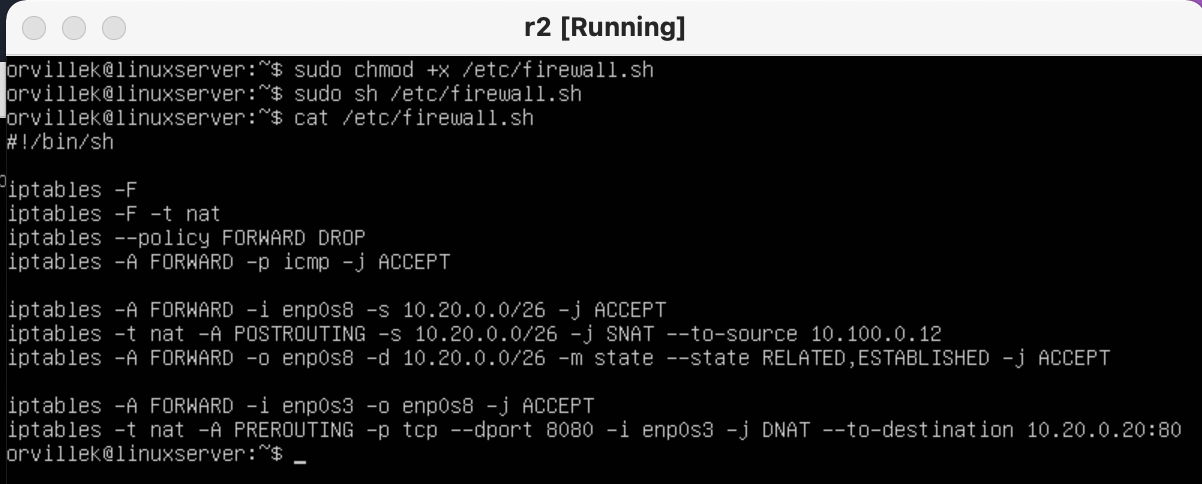 r2 [Running]
orvillek@linuxserver:~$ sudo chmod +x /etc/firewall.sh
orvillek@linuxserver:~$ sudo sh /etc/firewall.sh
orvillek@linuxserver:~$ cat /etc/firewall.sh
#!/bin/sh
iptables -F
iptables -F -t nat
iptables --policy FORWARD DROP
iptables -A FORWARD -p icmp -j ACCEPT
iptables -A FORWARD -i enp0s8 -s 10.20.0.0/26 -j ACCEPT
iptables -t nat -A POSTROUTING -s 10.20.0.0/26 -j SNAT --to-source 10.100.0.12
iptables -A FORWARD -o enp0s8 -d 10.20.0.0/26 -m state --state RELATED,ESTABLISHED -j ACCEPT
iptables -A FORWARD -i enp0s3 -o enp0s8 -j ACCEPT
iptables -t nat -A PREROUTING -p tcp --dport 8080 -i enp0s3 -j DNAT --to-destination 10.20.0.20:80
orvillek@linuxserver:~$ _